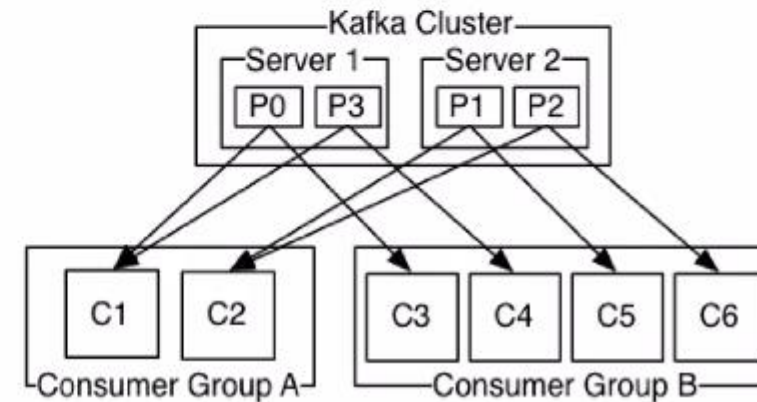 Kafka Cluster
Server 1 Server 2
P0 P3 P1 P2
C1 C2 C3 C4 C5 C6
Consumer Group A Consumer Group B